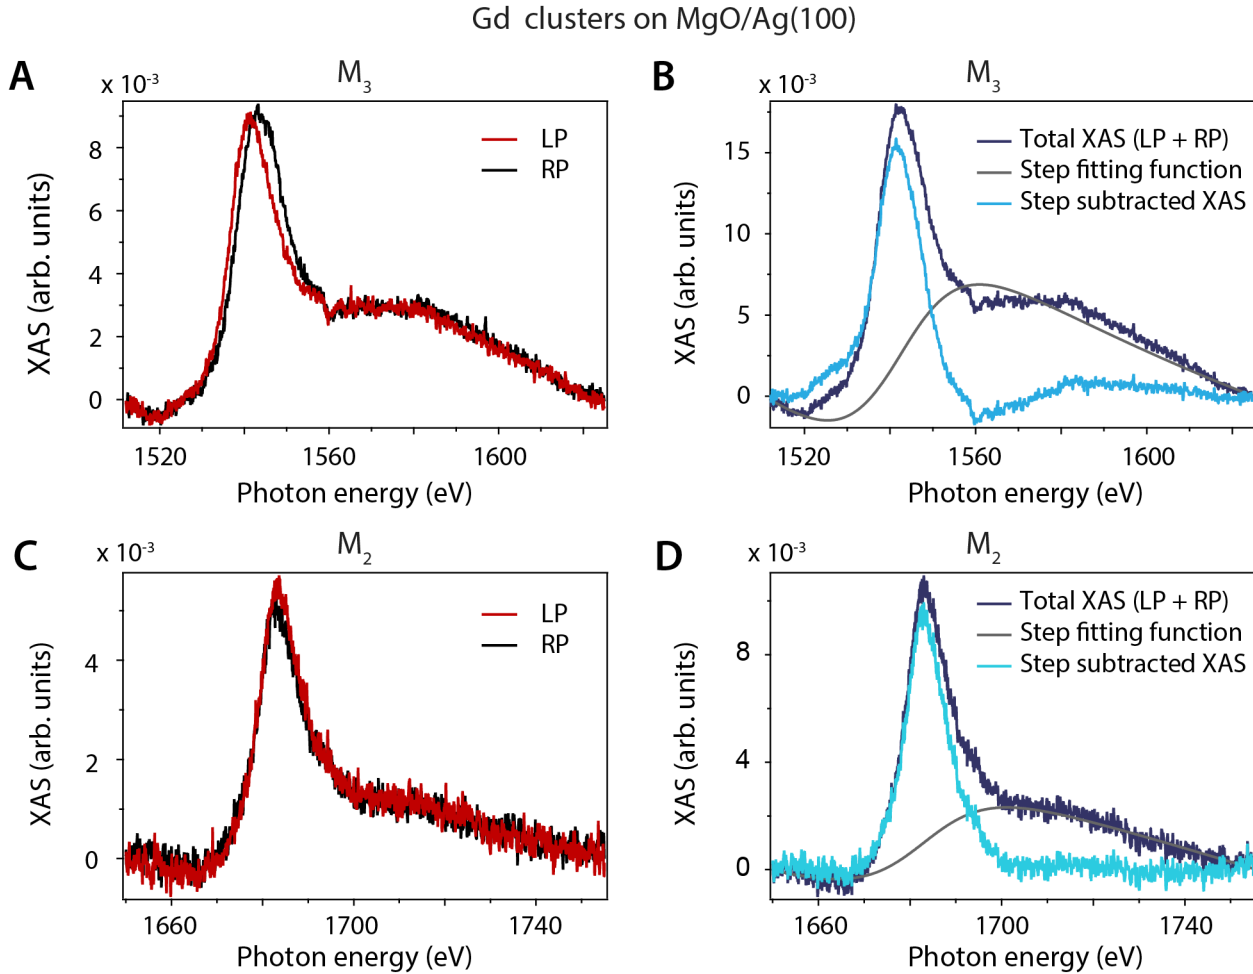 Gd clusters on MgO/Ag(100)
A
x 10⁻³
M₃
LP
RP
8
6
4
2
0
XAS (arb. units)
1520
1560
1600
Photon energy (eV)
B
x 10⁻³
M₃
Total XAS (LP + RP)
Step fitting function
Step subtracted XAS
15
10
5
0
XAS (arb. units)
1520
1560
1600
Photon energy (eV)
C
x 10⁻³
M₂
LP
RP
4
2
0
XAS (arb. units)
1660
1700
1740
Photon energy (eV)
D
x 10⁻³
M₂
Total XAS (LP + RP)
Step fitting function
Step subtracted XAS
8
4
0
XAS (arb. units)
1660
1700
1740
Photon energy (eV)